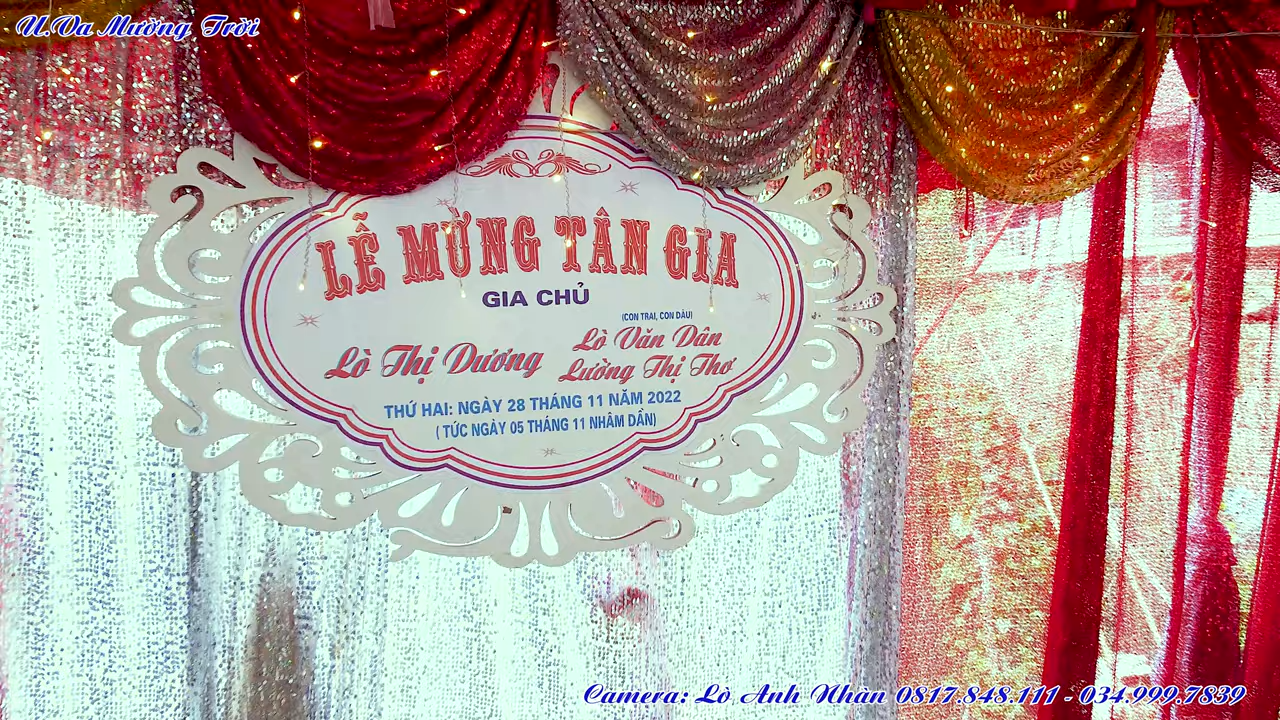 U.Va Mường Trời
LỄ MỪNG TÂN GIA
GIA CHỦ
(CON TRAI, CON DÂU)
Lò Thị Dương
Lò Văn Dân
Lường Thị Thơ
THỨ HAI: NGÀY 28 THÁNG 11 NĂM 2022
( TỨC NGÀY 05 THÁNG 11 NHÂM DẦN)
Camera: Lò Anh Nhân 0817.848.111 - 034.999.7839